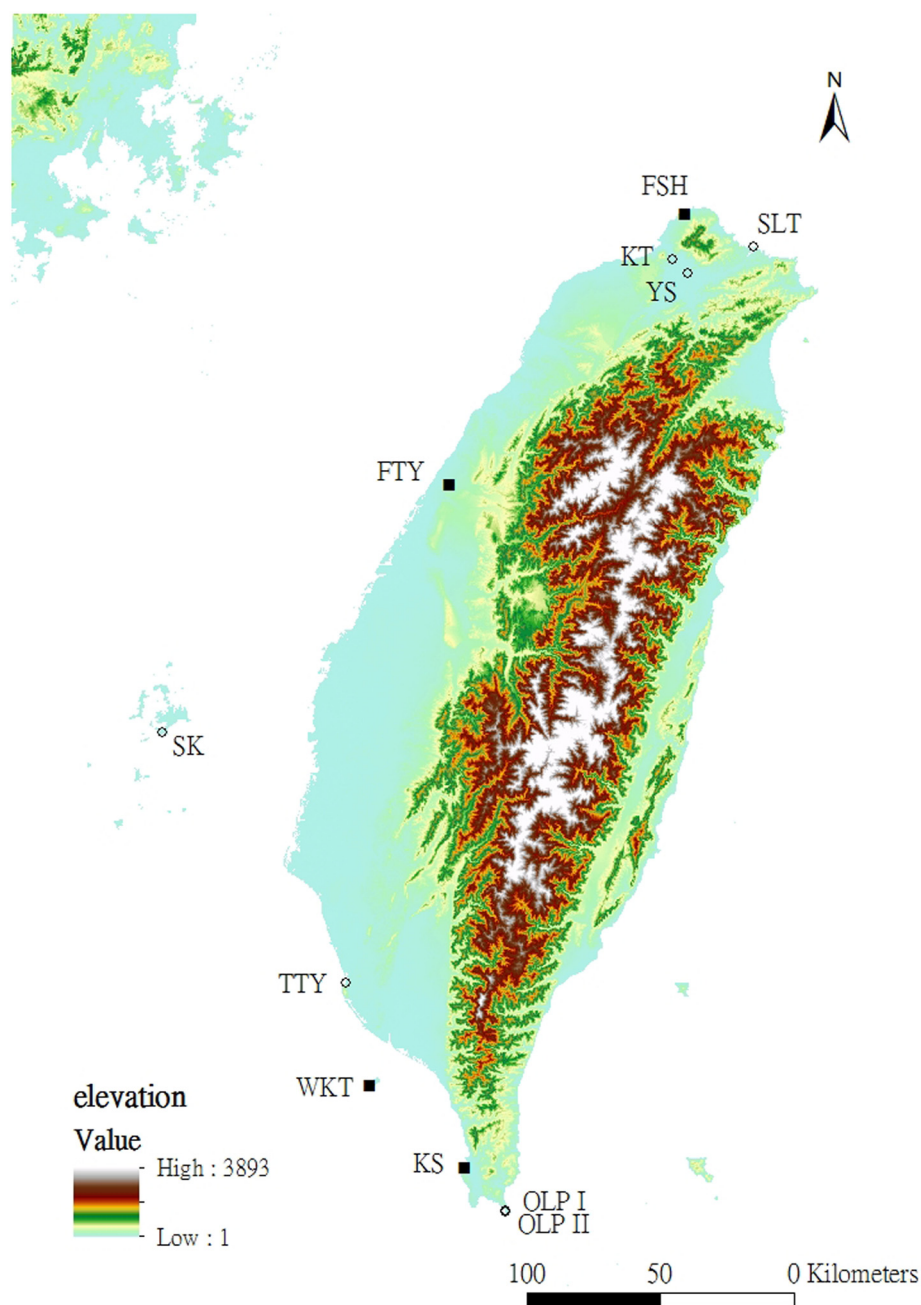 N
FSH
SLT
KT
YS
FTY
SK
TTY
WKT
elevation
Value
High : 3893
Low : 1
KS
OLP I
OLP II
100 50 0 Kilometers